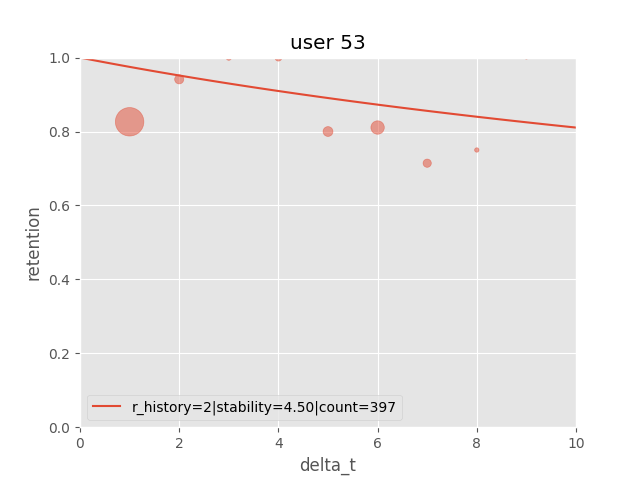 user 53
1.0
0.8
0.6
0.4
0.2
0.0
retention
r_history=2|stability=4.50|count=397
0 2 4 6 8 10
delta_t